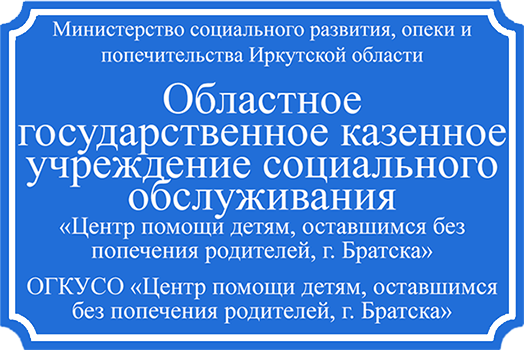 Министерство социального развития, опеки и
попечительства Иркутской области
Областное
государственное казенное
учреждение социального
обслуживания
«Центр помощи детям, оставшимся без
попечения родителей, г. Братска»
ОГКУСО «Центр помощи детям, оставшимся
без попечения родителей, г. Братска»